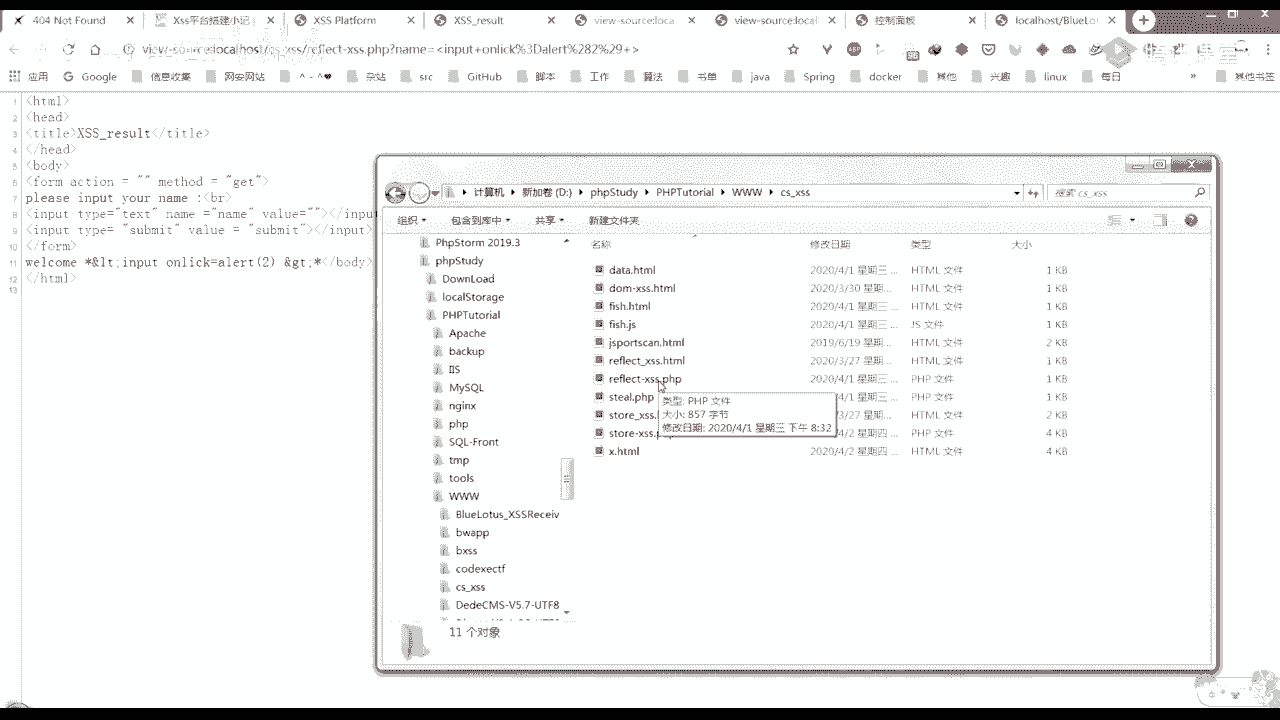 404 Not Found
Xss平台搭建小记
XSS Platform
XSS_result
view-source:loca
view-source:local
控制面板
localhost/BlueLo
view-source:localhost/cs_xss/reflect-xss.php?name=<input+onlick%3Dalert%282%29+>
应用
Google
信息收集
网安网站
杂站
src
GitHub
脚本
工作
算法
书单
java
Spring
docker
其他
兴趣
linux
每日
»
其他书签
1 <html>
2 <head>
3 <title>XSS_result</title>
4 </head>
5 <body>
6 <form action = "" method = "get">
7 please input your name :<br>
8 <input type="text" name ="name" value=""></inpu
9 <input type= "submit" value = "submit"></input>
10 </form>
11 welcome *&lt;input onlick=alert(2) &gt;*</body>
12 </html>
13
计算机 ▸ 新加卷 (D:) ▸ phpStudy ▸ PHPTutorial ▸ WWW ▸ cs_xss
搜索 cs_xss
组织
包含到库中
共享
新建文件夹
PhpStorm 2019.3
phpStudy
DownLoad
localStorage
PHPTutorial
Apache
backup
IIS
MySQL
nginx
php
SQL-Front
tmp
tools
WWW
BlueLotus_XSSReceiv
bwapp
bxss
codexectf
cs_xss
DedeCMS-V5.7-UTF8
名称 修改日期 类型 大小
data.html 2020/4/1 星期三 ... HTML 文件 1 KB
dom-xss.html 2020/3/30 星期... HTML 文件 1 KB
fish.html 2020/4/1 星期三 ... HTML 文件 1 KB
fish.js 2020/4/1 星期三 ... JS 文件 1 KB
jsportscan.html 2019/6/19 星期... HTML 文件 2 KB
reflect_xss.html 2020/3/27 星期... HTML 文件 1 KB
reflect-xss.php 2020/4/1 星期三 ... PHP 文件 1 KB
steal.php 4/1 星期三 ... PHP 文件 1 KB
store_xss. 3/27 星期... HTML 文件 2 KB
store-xss. 2020/4/2 星期四 ... PHP 文件 4 KB
x.html 2020/4/2 星期四 ... HTML 文件 4 KB
类型: PHP 文件
大小: 857 字节
修改日期: 2020/4/1 星期三 下午 8:32
11 个对象